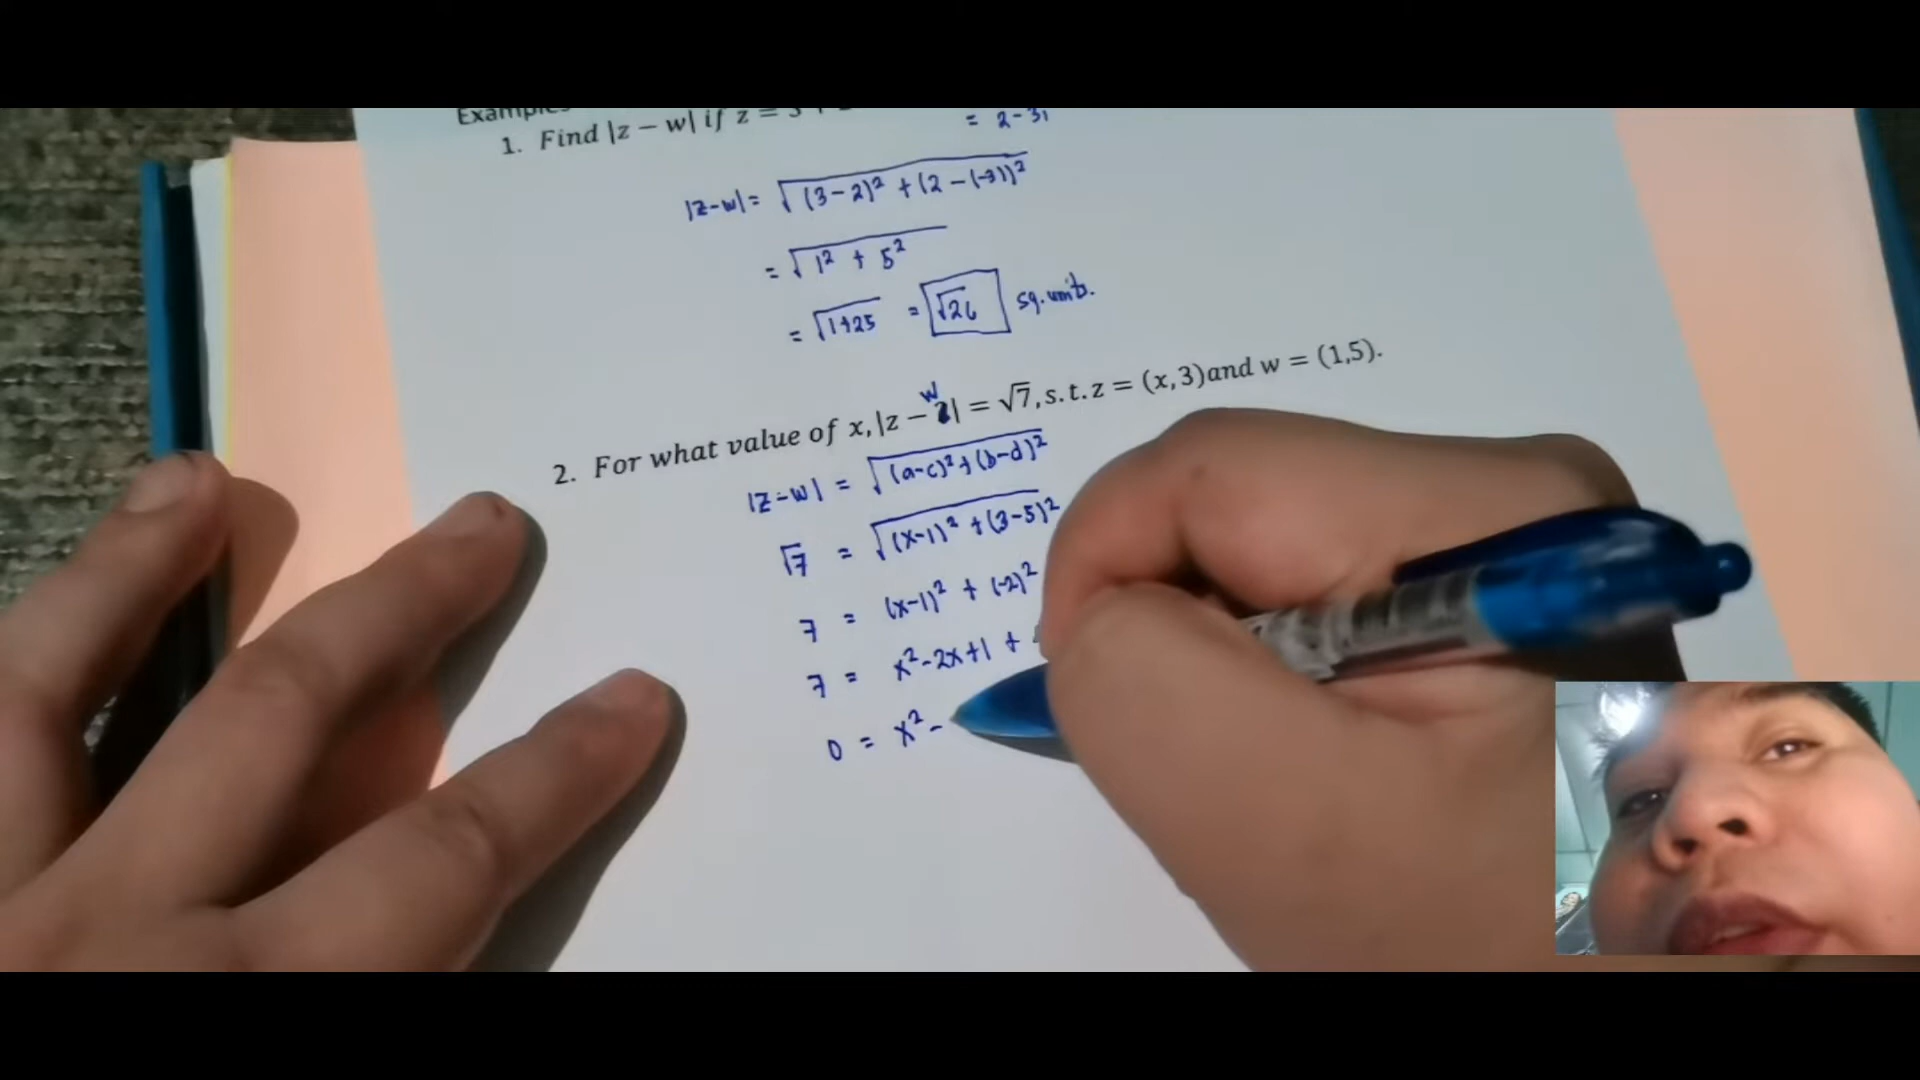 Examples
1. Find |z − w| if z = 3 +
= 2-3i
|z-w| = √(3-2)² + (2-(-3))²
= √1² + 5²
= √1+25 = √26 sq. units.
w
2. For what value of x, |z − | = √7, s.t. z = (x, 3)and w = (1,5).
|z-w| = √(a-c)² + (b-d)²
√7 = √(x-1)² + (3-5)²
7 = (x-1)² + (-2)²
7 = x²-2x+1 +
0 = x² -